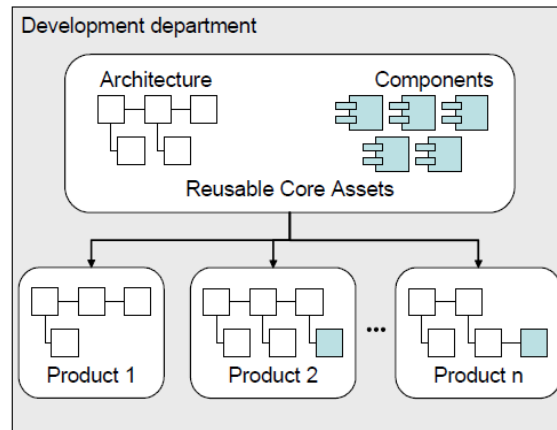 Development department
Architecture
Components
Reusable Core Assets
Product 1
Product 2
...
Product n